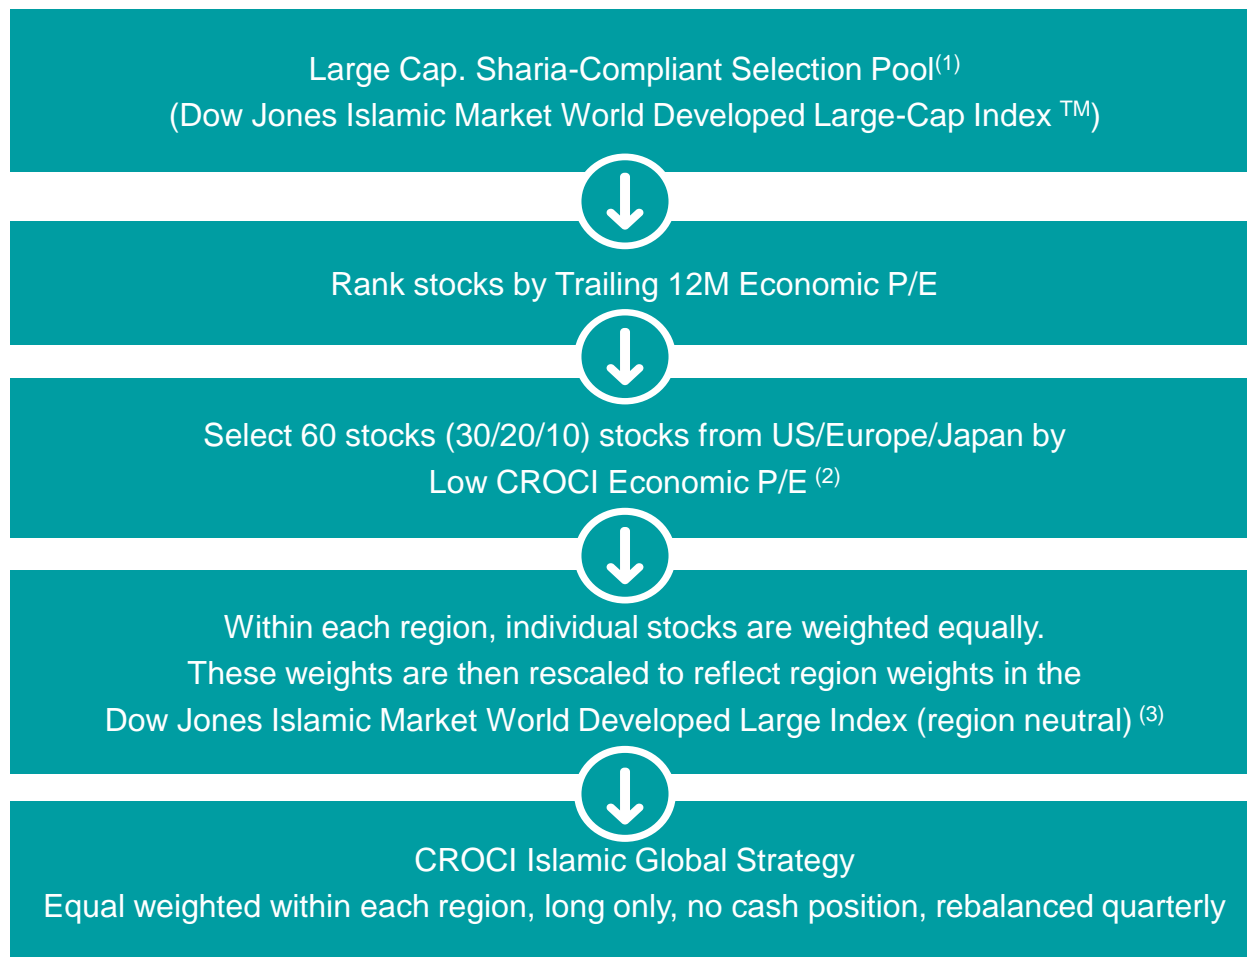 Large Cap. Sharia-Compliant Selection Pool(1)
(Dow Jones Islamic Market World Developed Large-Cap Index TM)
Rank stocks by Trailing 12M Economic P/E
Select 60 stocks (30/20/10) stocks from US/Europe/Japan by
Low CROCI Economic P/E (2)
Within each region, individual stocks are weighted equally.
These weights are then rescaled to reflect region weights in the
Dow Jones Islamic Market World Developed Large Index (region neutral) (3)
CROCI Islamic Global Strategy
Equal weighted within each region, long only, no cash position, rebalanced quarterly